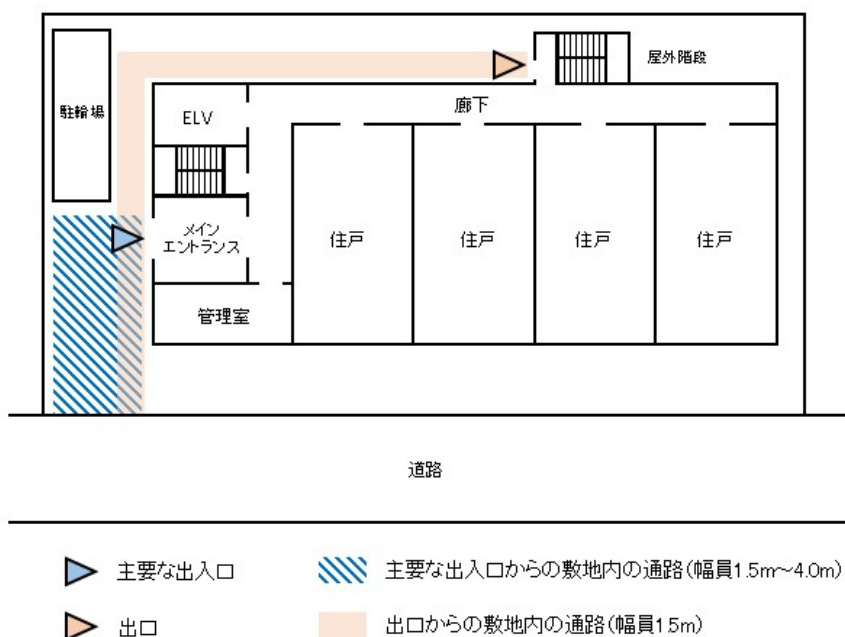 屋外階段
駐輪場
ELV
廊下
メイン
エントランス
住戸
住戸
住戸
住戸
管理室
道路
主要な出入口
主要な出入口からの敷地内の通路(幅員1.5m～4.0m)
出口
出口からの敷地内の通路(幅員1.5m)